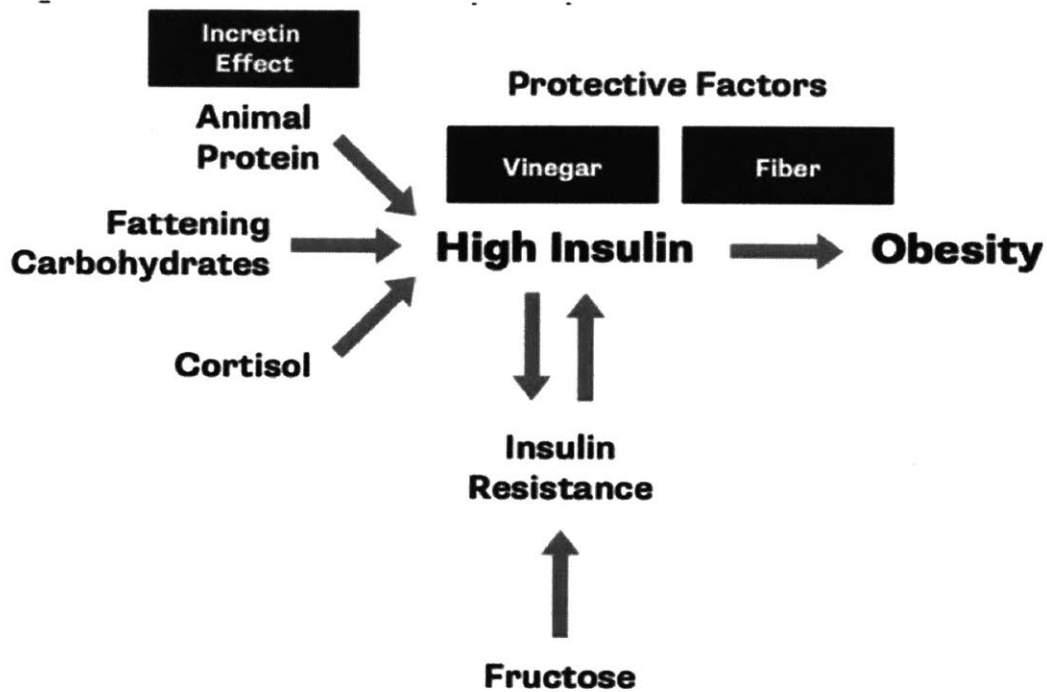 Incretin
Effect
Animal
Protein
Protective Factors
Vinegar
Fiber
Fattening
Carbohydrates
High Insulin
Obesity
Cortisol
Insulin
Resistance
Fructose